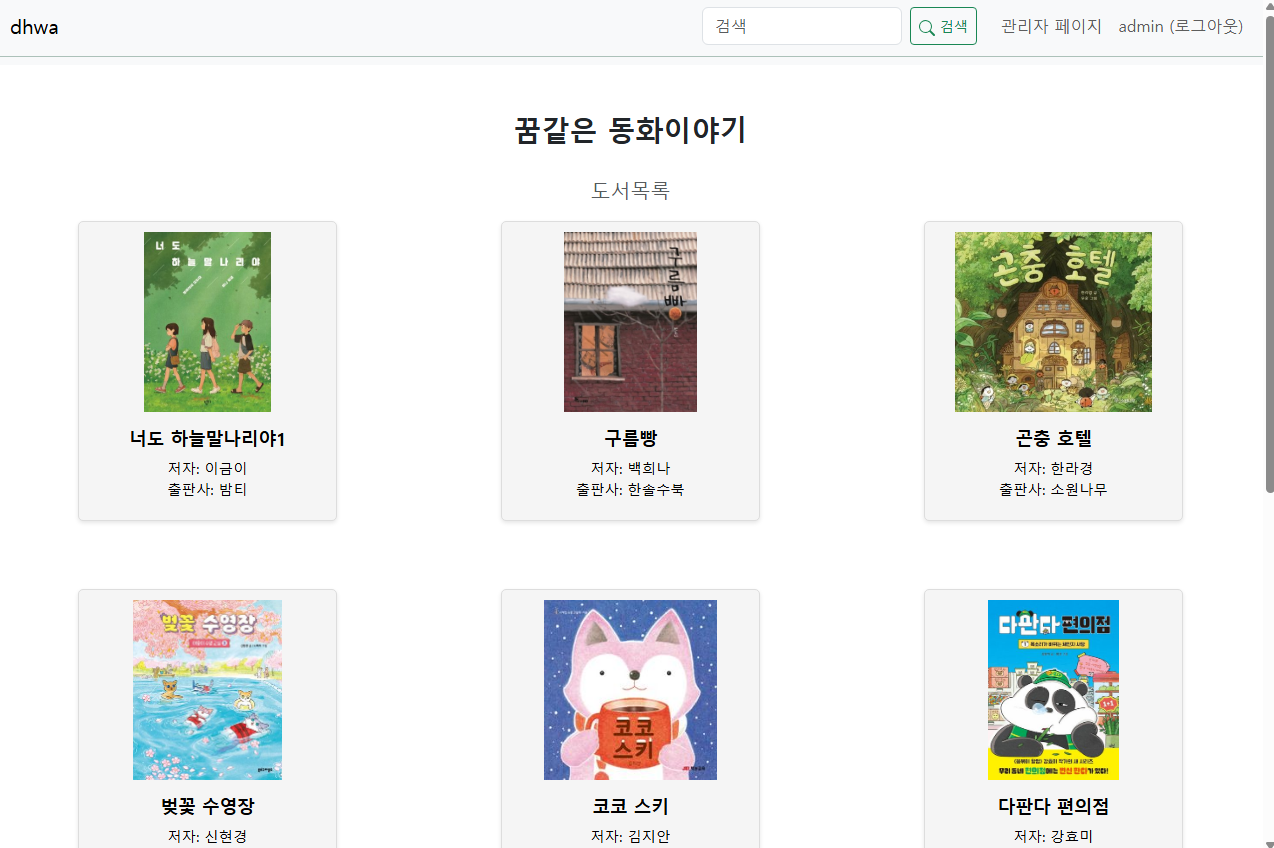 dhwa
검색
검색
관리자 페이지
admin (로그아웃)
꿈같은 동화이야기
도서목록
너도
하늘말나리야
구름빵
곤충 호텔
너도 하늘말나리야1
저자: 이금이
출판사: 밤티
구름빵
저자: 백희나
출판사: 한솔수북
곤충 호텔
저자: 한라경
출판사: 소원나무
벚꽃 수영장
코코
스키
다판다 편의점
우리 동네 편의점에는 판다가 있다!
벚꽃 수영장
저자: 신현경
코코 스키
저자: 김지안
다판다 편의점
저자: 강효미